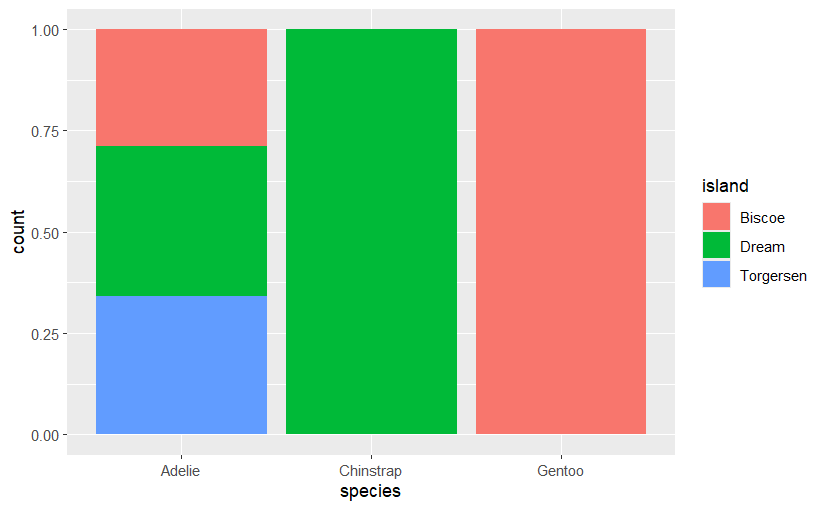 1.00
0.75
0.50
0.25
0.00
count
Adelie
Chinstrap
Gentoo
species
island
Biscoe
Dream
Torgersen